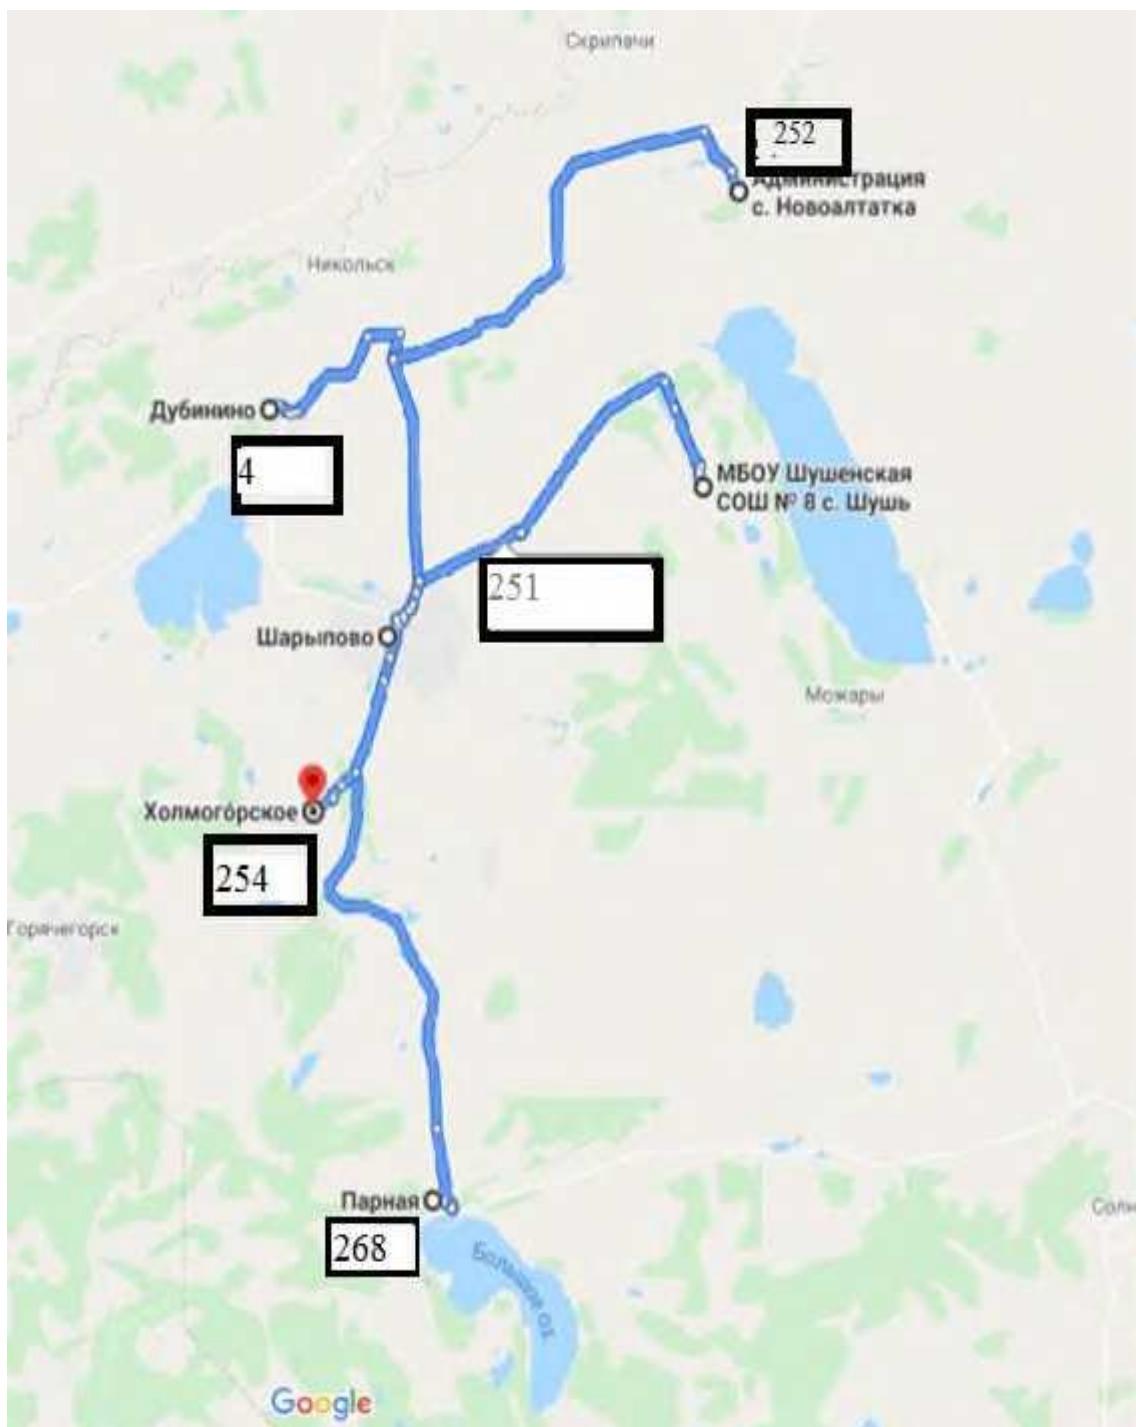 Скрипачи
252
Администрация
с. Новоалтатка
Никольск
Дубинино
4
МБОУ Шушенская
СОШ № 8 с. Шушь
251
Шарыпово
Можары
Холмогорское
254
Горячегорск
Парная
Солн
268
Большое оз
Google